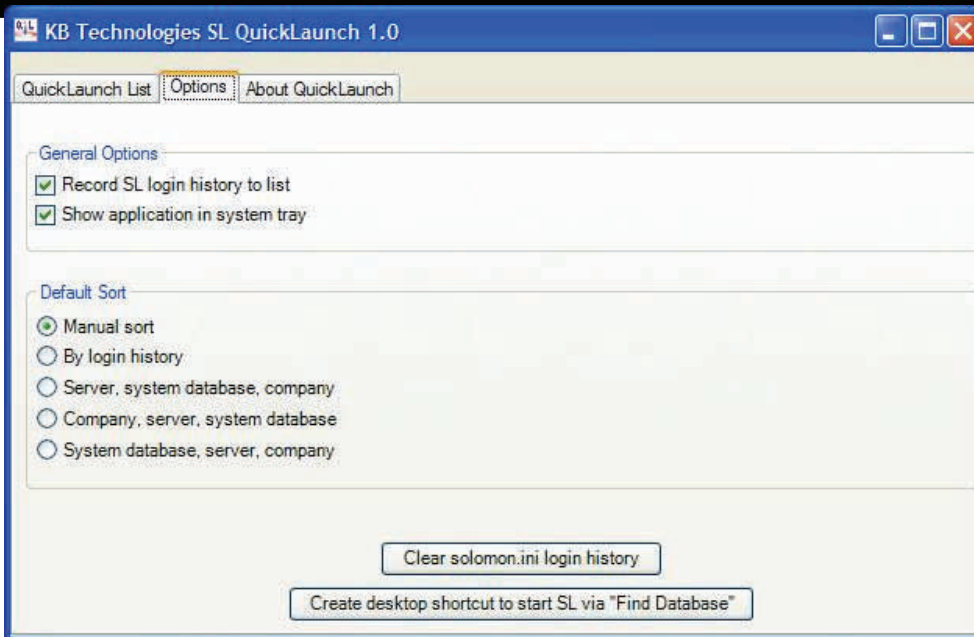 KB Technologies SL QuickLaunch 1.0
QuickLaunch List Options About QuickLaunch
General Options
Record SL login history to list
Show application in system tray
Default Sort
Manual sort
By login history
Server, system database, company
Company, server, system database
System database, server, company
Clear solomon.ini login history
Create desktop shortcut to start SL via "Find Database"